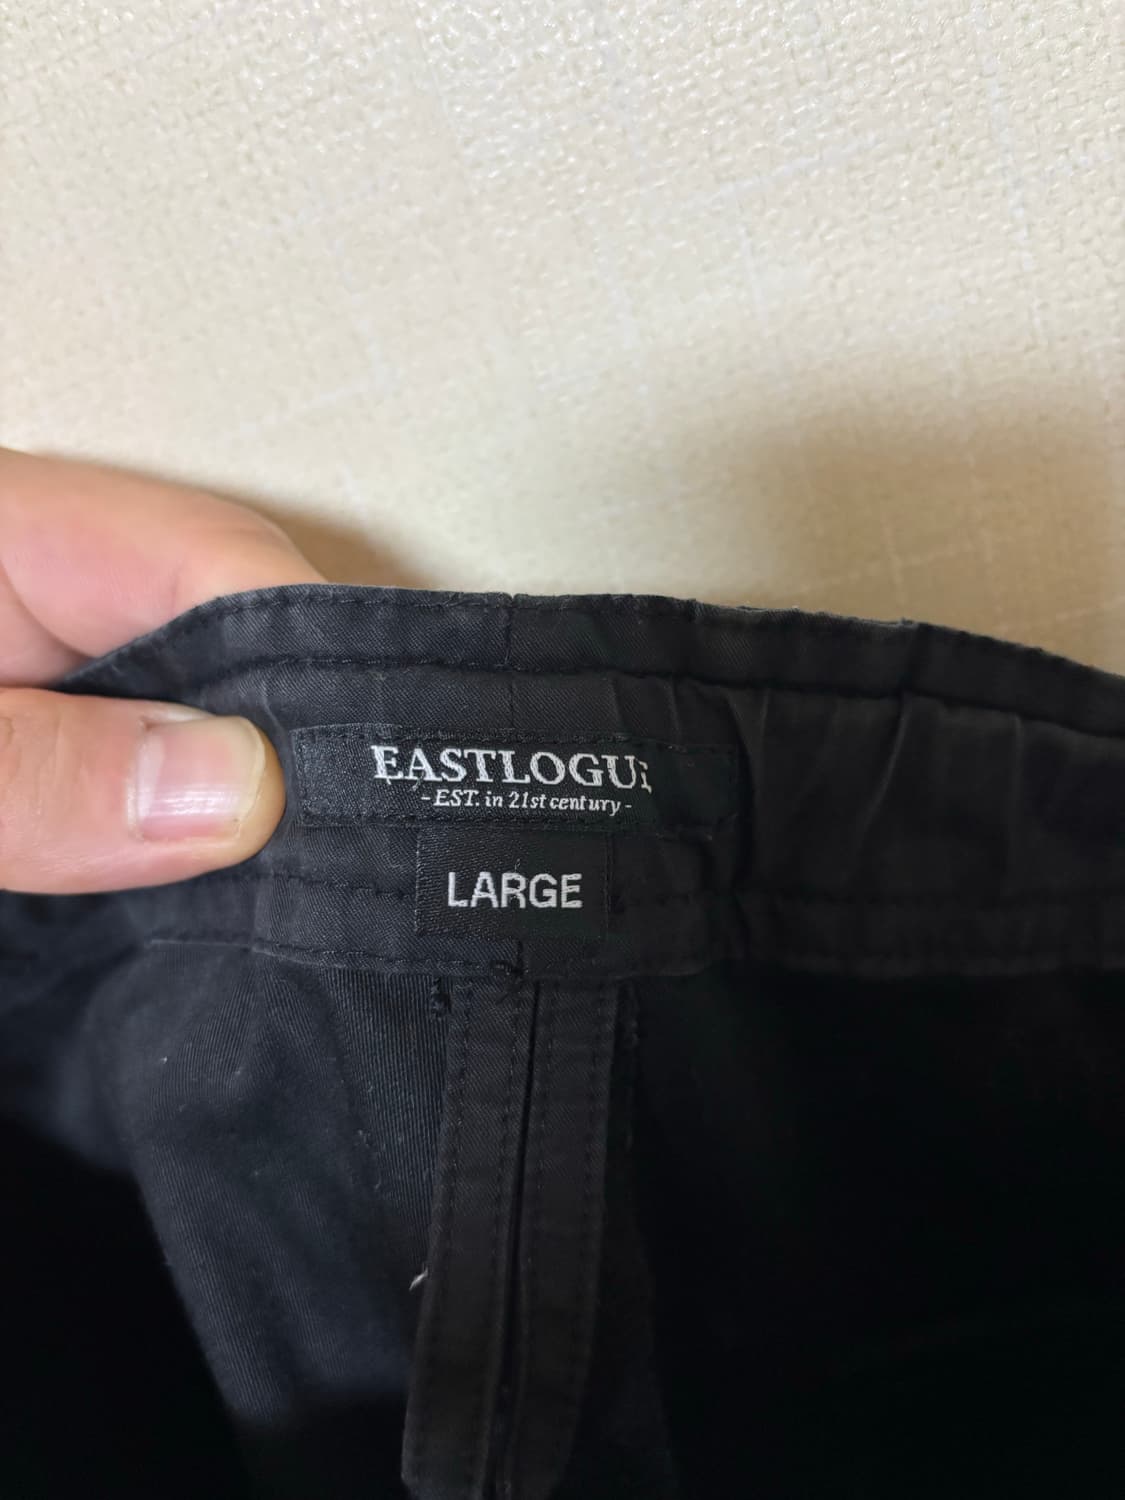 EASTLOGUE
-EST. in 21st century-
LARGE